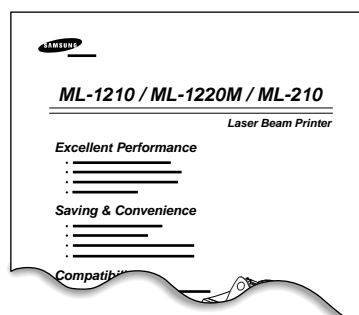 SAMSUNG
ML-1210 / ML-1220M / ML-210
Laser Beam Printer
Excellent Performance
Saving & Convenience